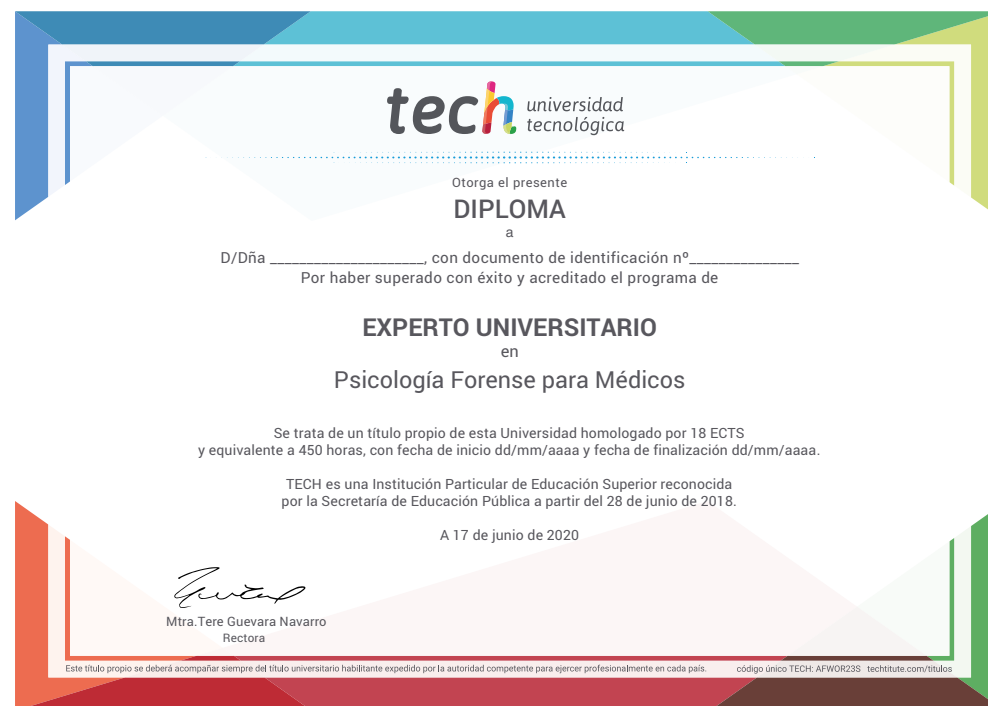 tech universidad
tecnológica
Otorga el presente
DIPLOMA
a
D/Dña ______________________, con documento de identificación nº_______________
Por haber superado con éxito y acreditado el programa de
EXPERTO UNIVERSITARIO
en
Psicología Forense para Médicos
Se trata de un título propio de esta Universidad homologado por 18 ECTS
y equivalente a 450 horas, con fecha de inicio dd/mm/aaaa y fecha de finalización dd/mm/aaaa.
TECH es una Institución Particular de Educación Superior reconocida
por la Secretaría de Educación Pública a partir del 28 de junio de 2018.
A 17 de junio de 2020
Mtra.Tere Guevara Navarro
Rectora
Este título propio se deberá acompañar siempre del título universitario habilitante expedido por la autoridad competente para ejercer profesionalmente en cada país. código único TECH: AFWOR23S techtitute.com/titulos